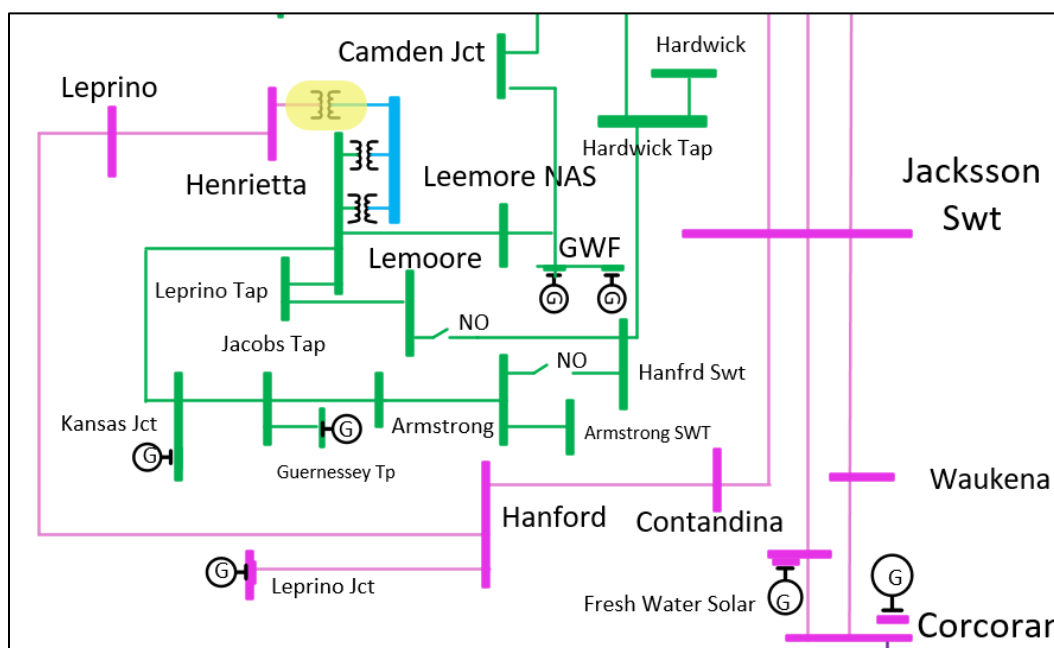 Camden Jct
Hardwick
Leprino
Hardwick Tap
Henrietta
Leemore NAS
Jacksson
Swt
Lemoore
GWF
Leprino Tap
G
G
NO
Jacobs Tap
NO
Hanfrd Swt
Kansas Jct
G
Armstrong
Armstrong SWT
G
Guernessey Tp
Waukena
Hanford
Contandina
G
Leprino Jct
G
Fresh Water Solar
G
Corcoran